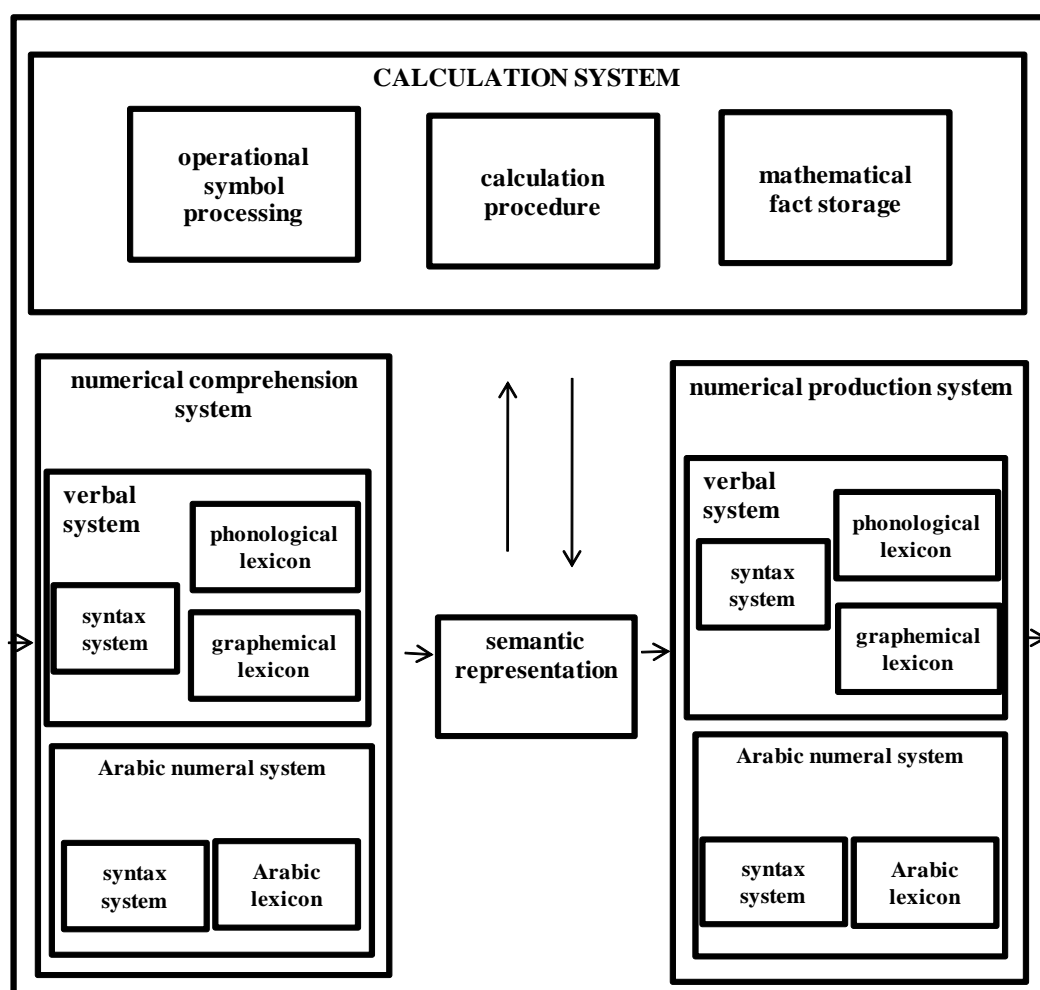 CALCULATION SYSTEM
operational
symbol
processing
calculation
procedure
mathematical
fact storage
numerical comprehension
system
verbal
system
phonological
lexicon
syntax
system
graphemical
lexicon
Arabic numeral system
syntax
system
Arabic
lexicon
semantic
representation
numerical production system
verbal
system
phonological
lexicon
syntax
system
graphemical
lexicon
Arabic numeral system
syntax
system
Arabic
lexicon